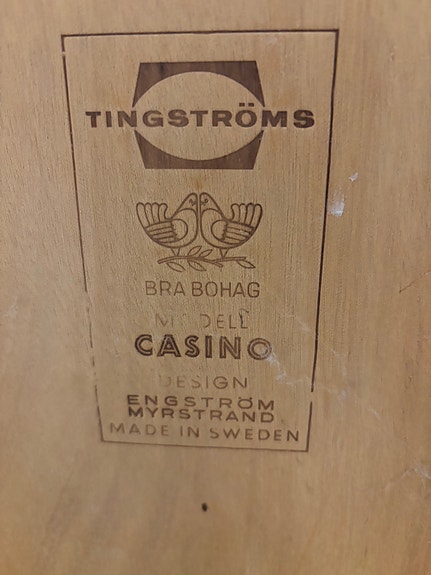 TINGSTRÖMS
BRA BOHAG
MODELL
CASINO
DESIGN
ENGSTRÖM
MYRSTRAND
MADE IN SWEDEN